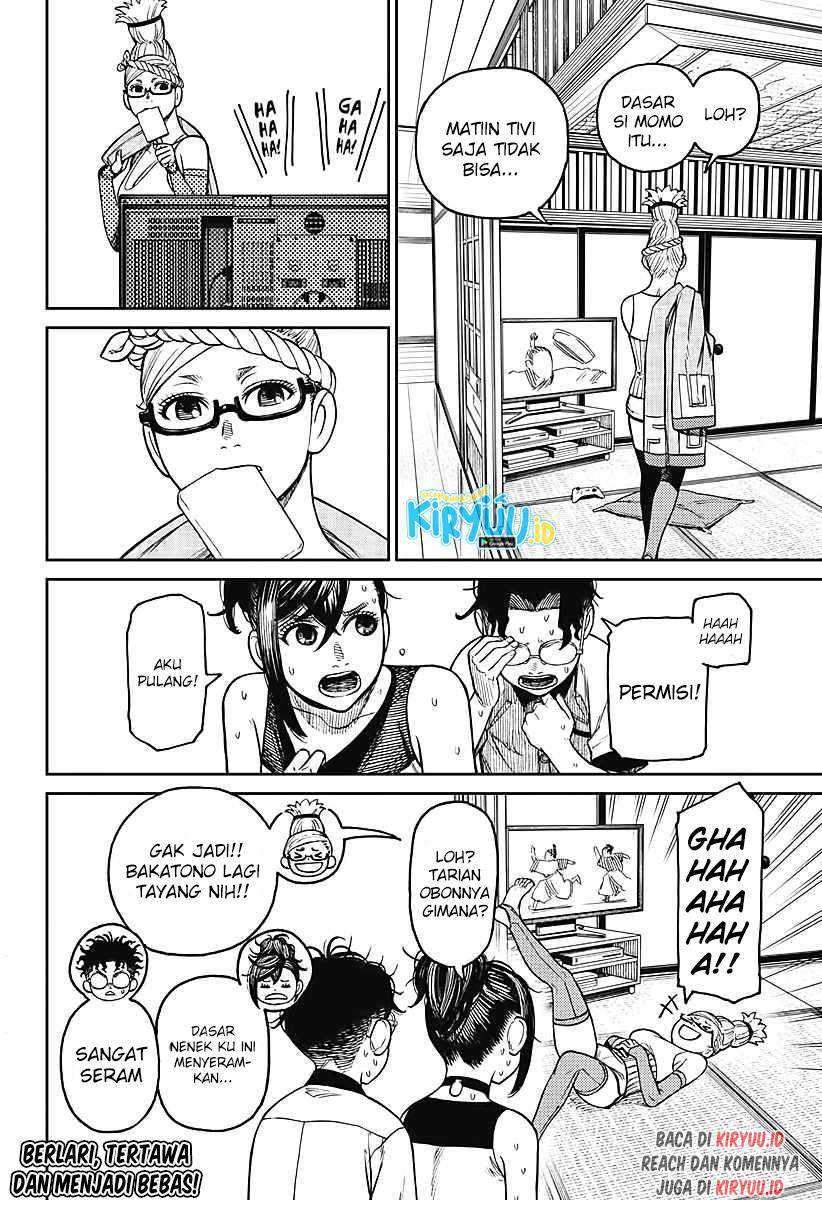 LOH?
DASAR
SI MOMO
ITU...
MATIIN TIVI
SAJA TIDAK
BISA...
GA
HA
HA!
HA
HA
HA!
KIRYUU.iD
Google Play
HAAH
HAAAH
PERMISI!
AKU
PULANG!
GHA
HAH
AHA
HAH
A!!
LOH?
TARIAN
OBONNYA
GIMANA?
GAK JADI!!
BAKATONO LAGI
TAYANG NIH!!
DASAR
NENEK KU INI
MENYERAM-
KAN...
SANGAT
SERAM
BERLARI, TERTAWA
DAN MENJADI BEBAS!
BACA DI KIRYUU.ID
REACH DAN KOMENNYA
JUGA DI KIRYUU.ID